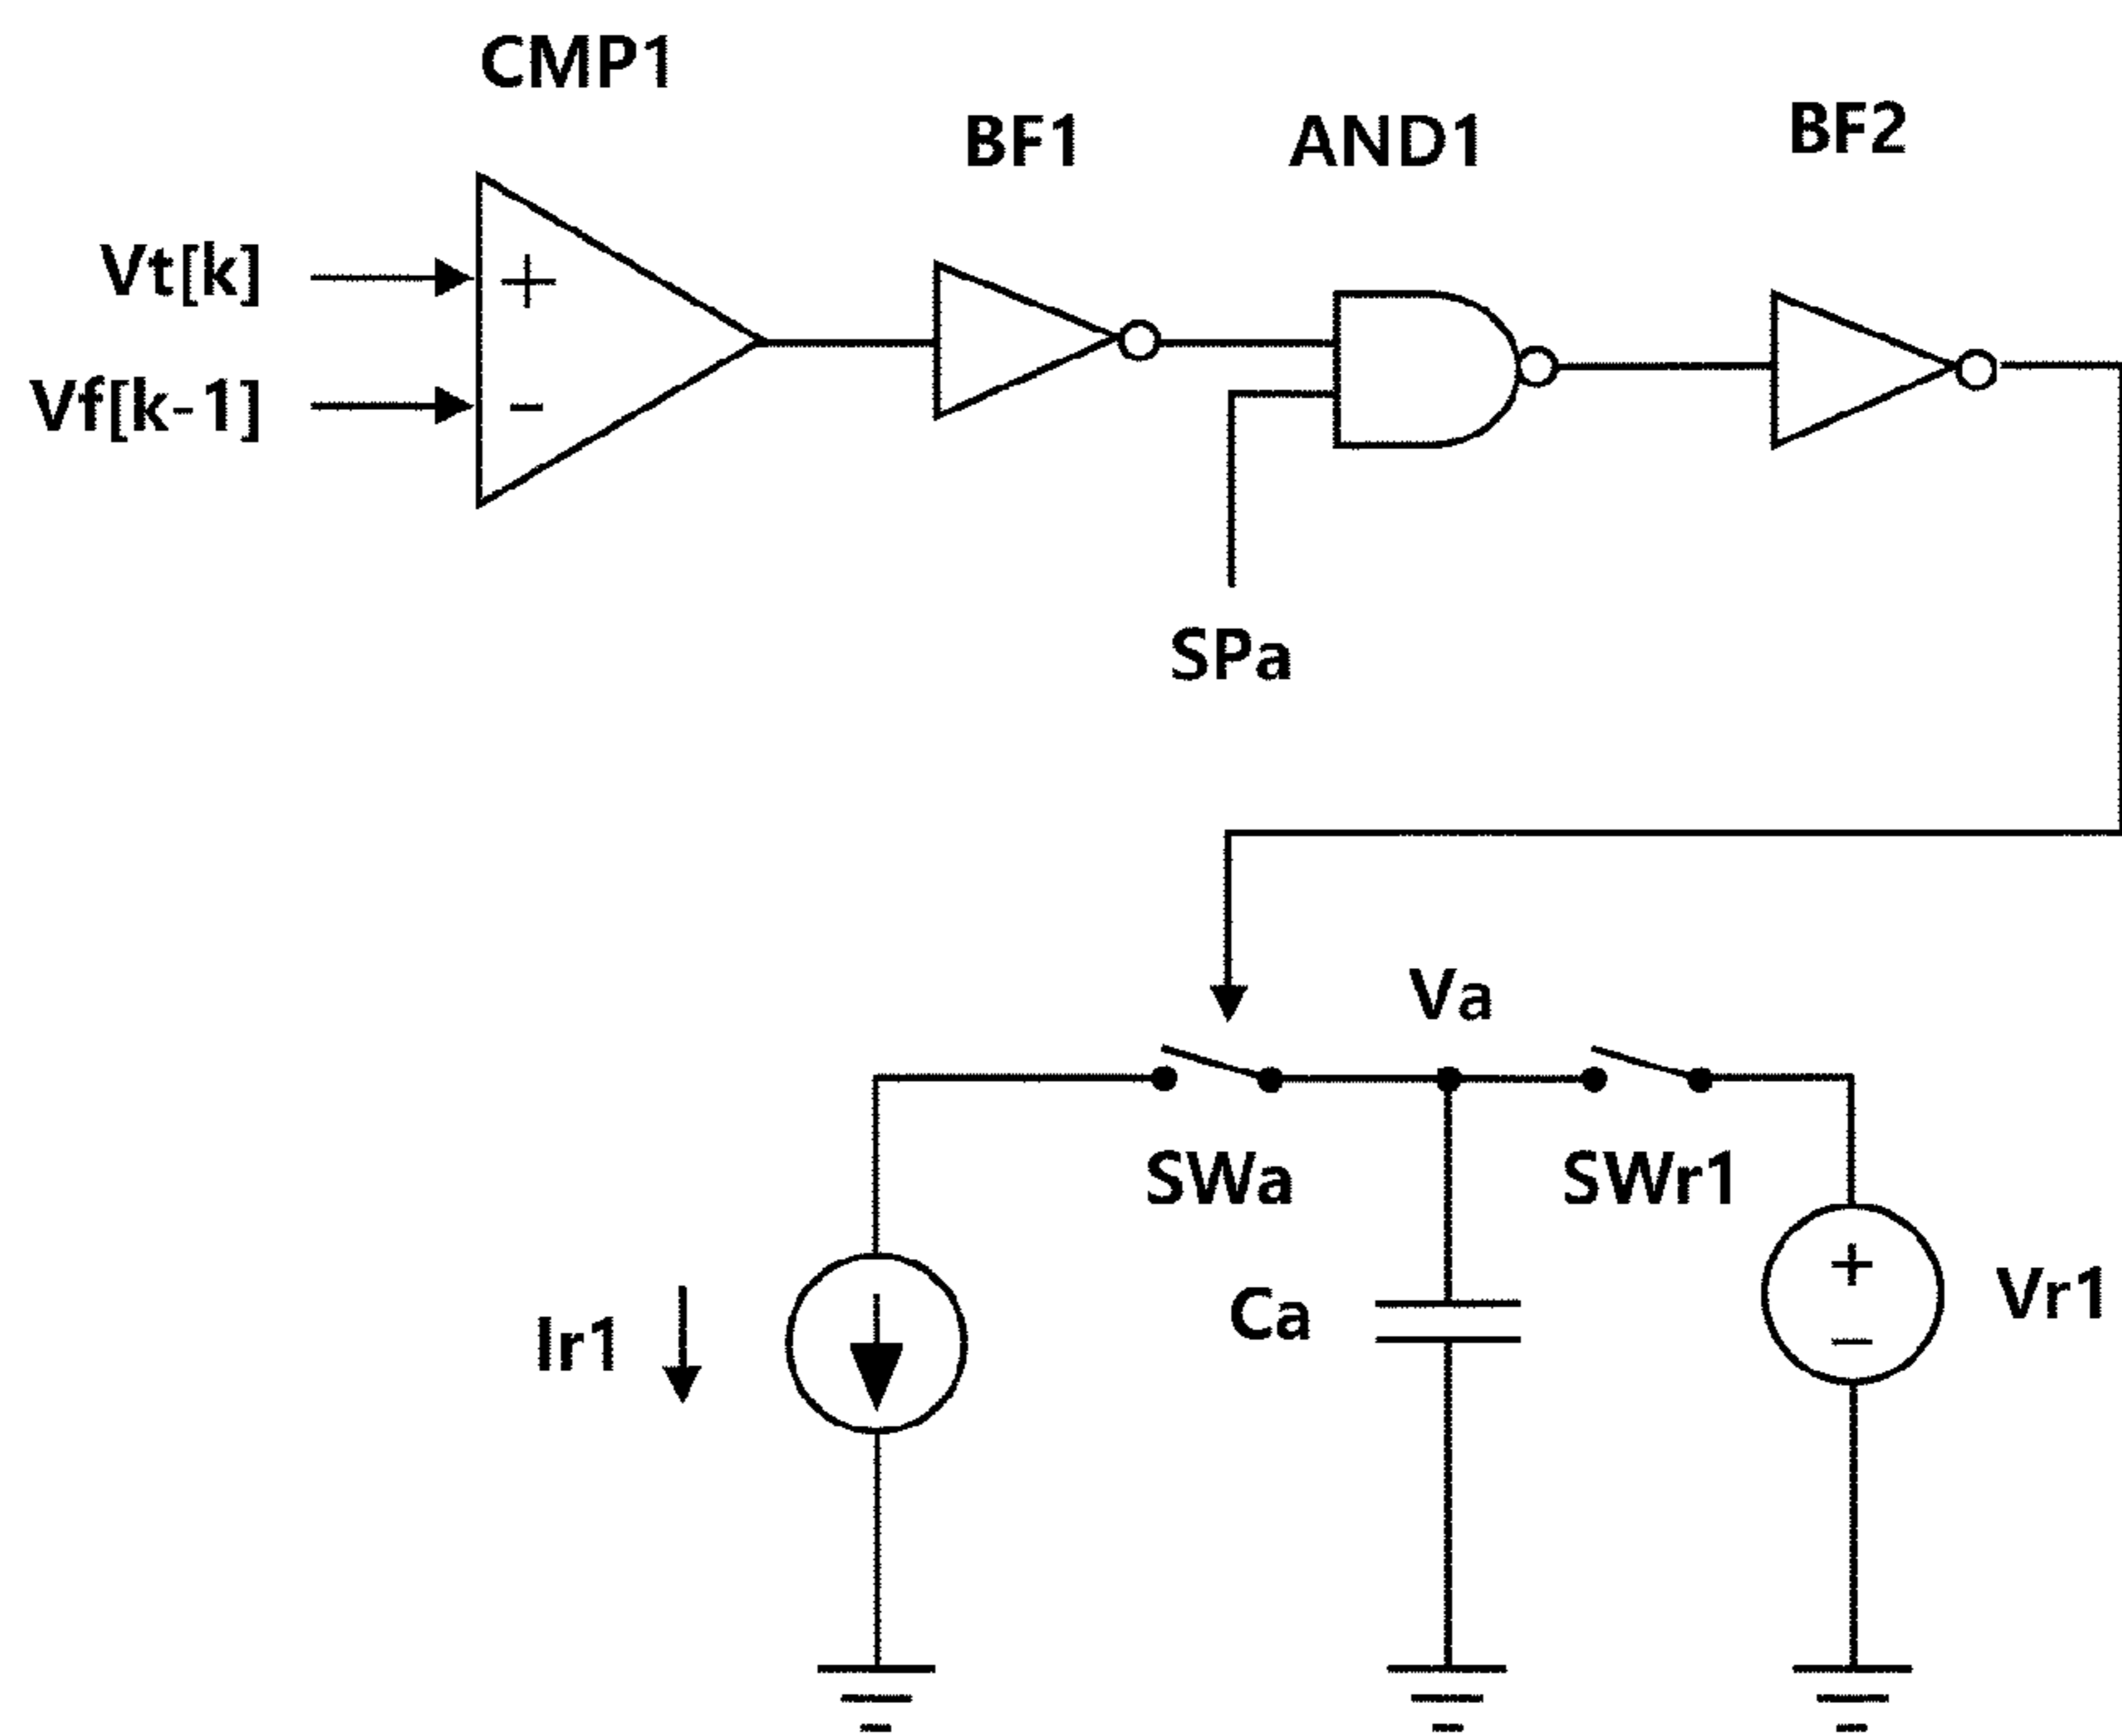 CMP1
BF1
AND1
BF2
Vt[k]
+
Vf[k-1]
−
SPa
Va
SWa
SWr1
Ir1
Ca
+
−
Vr1